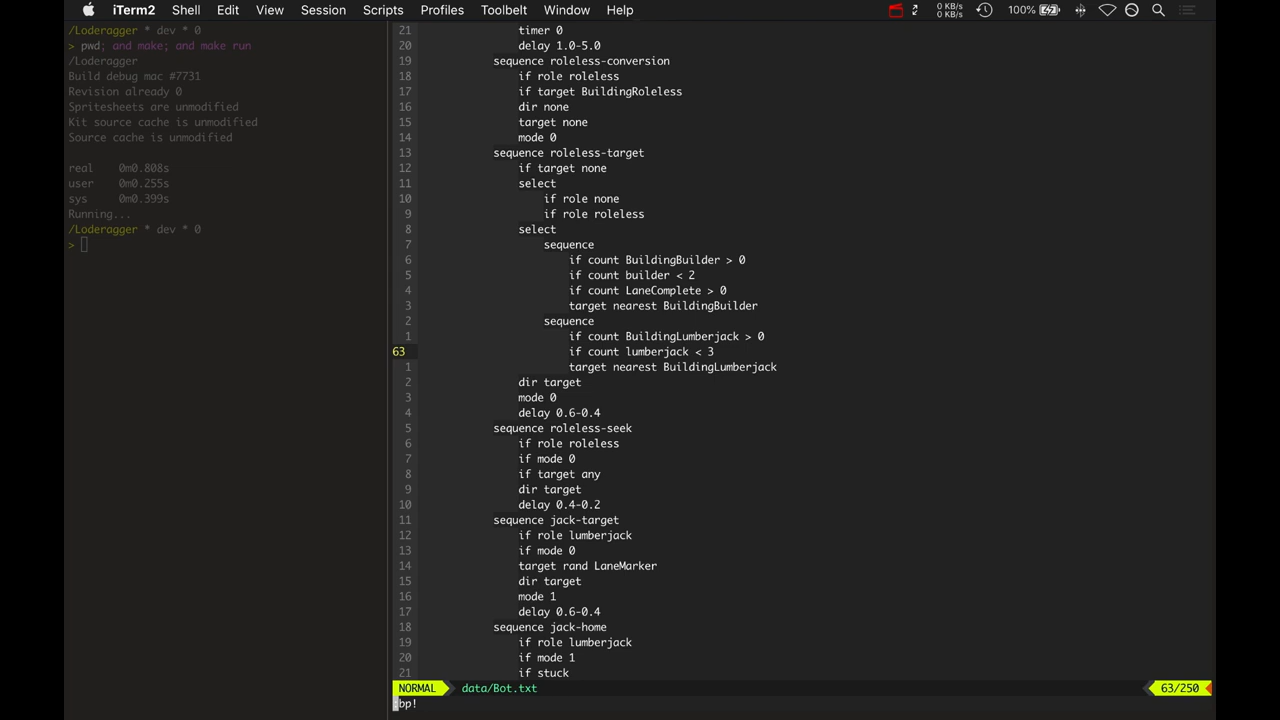 iTerm2 Shell Edit View Session Scripts Profiles Toolbelt Window Help 0 KB/s 0 KB/s 100%
/Loderagger * dev * 0
> pwd; and make; and make run
/Loderagger
Build debug mac #7731
Revision already 0
Spritesheets are unmodified
Kit source cache is unmodified
Source cache is unmodified
real 0m0.808s
user 0m0.255s
sys 0m0.399s
Running...
/Loderagger * dev * 0
>
21 timer 0
20 delay 1.0-5.0
19 sequence roleless-conversion
18 if role roleless
17 if target BuildingRoleless
16 dir none
15 target none
14 mode 0
13 sequence roleless-target
12 if target none
11 select
10 if role none
9 if role roleless
8 select
7 sequence
6 if count BuildingBuilder > 0
5 if count builder < 2
4 if count LaneComplete > 0
3 target nearest BuildingBuilder
2 sequence
1 if count BuildingLumberjack > 0
63 if count lumberjack < 3
1 target nearest BuildingLumberjack
2 dir target
3 mode 0
4 delay 0.6-0.4
5 sequence roleless-seek
6 if role roleless
7 if mode 0
8 if target any
9 dir target
10 delay 0.4-0.2
11 sequence jack-target
12 if role lumberjack
13 if mode 0
14 target rand LaneMarker
15 dir target
16 mode 1
17 delay 0.6-0.4
18 sequence jack-home
19 if role lumberjack
20 if mode 1
21 if stuck
NORMAL data/Bot.txt 63/250
:bp!